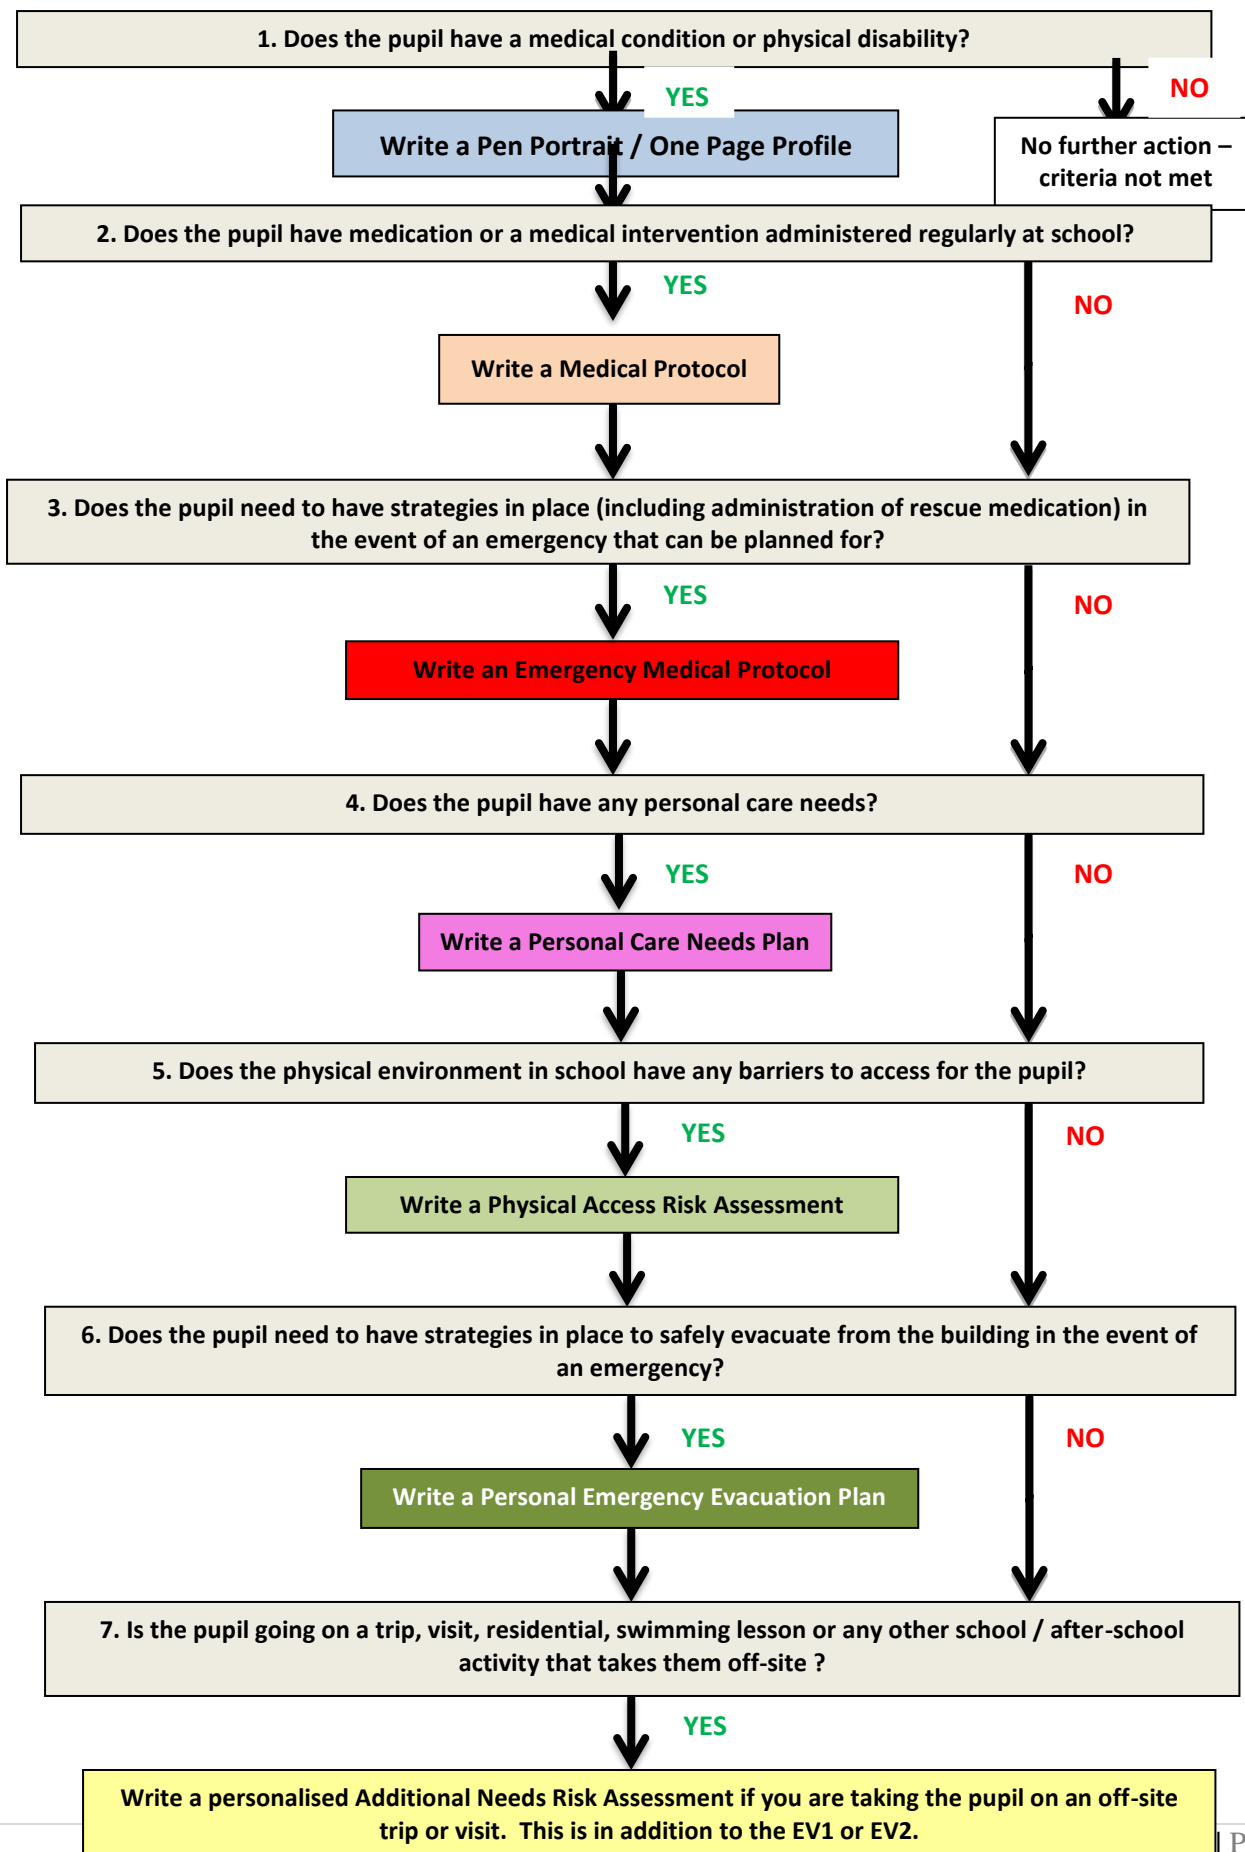 1. Does the pupil have a medical condition or physical disability?
YES
NO
Write a Pen Portrait / One Page Profile
No further action –
criteria not met
2. Does the pupil have medication or a medical intervention administered regularly at school?
YES
NO
Write a Medical Protocol
3. Does the pupil need to have strategies in place (including administration of rescue medication) in
the event of an emergency that can be planned for?
YES
NO
Write an Emergency Medical Protocol
4. Does the pupil have any personal care needs?
YES
NO
Write a Personal Care Needs Plan
5. Does the physical environment in school have any barriers to access for the pupil?
YES
NO
Write a Physical Access Risk Assessment
6. Does the pupil need to have strategies in place to safely evacuate from the building in the event of
an emergency?
YES
NO
Write a Personal Emergency Evacuation Plan
7. Is the pupil going on a trip, visit, residential, swimming lesson or any other school / after-school
activity that takes them off-site ?
YES
Write a personalised Additional Needs Risk Assessment if you are taking the pupil on an off-site
trip or visit.  This is in addition to the EV1 or EV2.
| P